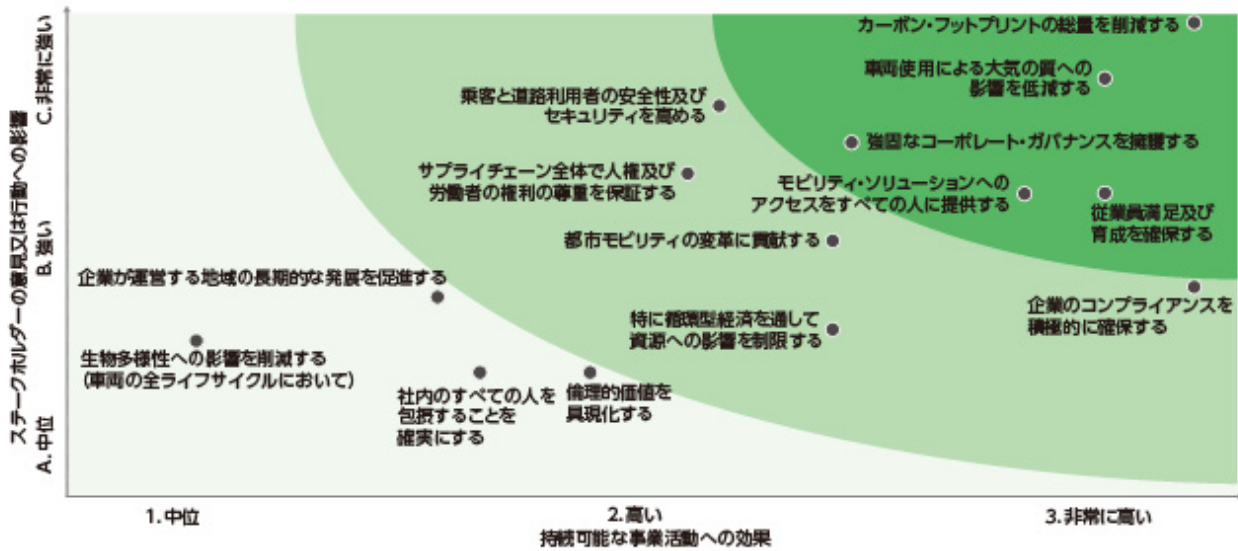 ステークホルダーの意見又は行動への影響
C. 非常に強い
B. 強い
A. 中位
カーボン・フットプリントの総量を削減する
車両使用による大気の質への
影響を低減する
乗客と道路利用者の安全性及び
セキュリティを高める
強固なコーポレート・ガバナンスを擁護する
サプライチェーン全体で人権及び
労働者の権利の尊重を保証する
モビリティ・ソリューションへの
アクセスをすべての人に提供する
従業員満足及び
育成を確保する
都市モビリティの変革に貢献する
企業が運営する地域の長期的な発展を促進する
企業のコンプライアンスを
積極的に確保する
特に循環型経済を通して
資源への影響を制限する
生物多様性への影響を削減する
（車両の全ライフサイクルにおいて）
社内のすべての人を
包摂することを
確実にする
倫理的価値を
具現化する
1. 中位
2. 高い
3. 非常に高い
持続可能な事業活動への効果